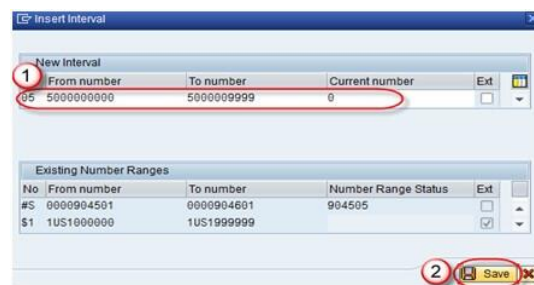 Insert Interval
New Interval
1
From number To number Current number Ext
05 5000000000 5000009999 0
Existing Number Ranges
No From number To number Number Range Status Ext
#S 0000904501 0000904601 904505
$1 1US1000000 1US1999999
2 Save